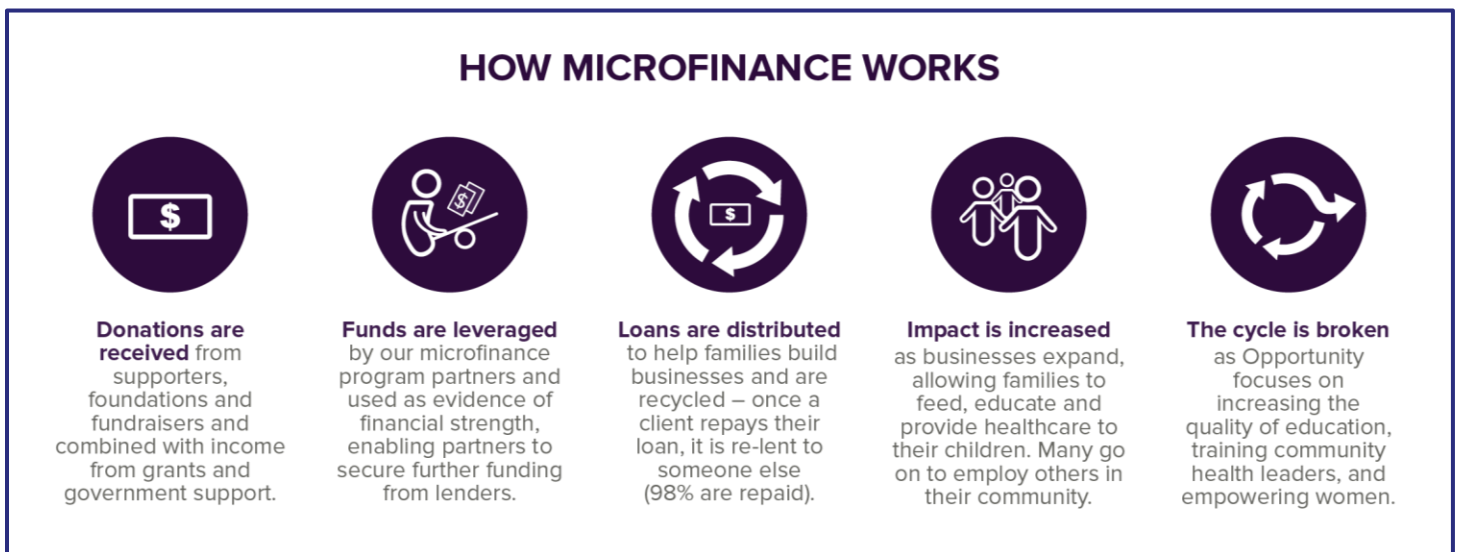 HOW MICROFINANCE WORKS
$
$
$
Donations are
received from
supporters,
foundations and
fundraisers and
combined with income
from grants and
government support.
Funds are leveraged
by our microfinance
program partners and
used as evidence of
financial strength,
enabling partners to
secure further funding
from lenders.
Loans are distributed
to help families build
businesses and are
recycled – once a
client repays their
loan, it is re-lent to
someone else
(98% are repaid).
Impact is increased
as businesses expand,
allowing families to
feed, educate and
provide healthcare to
their children. Many go
on to employ others in
their community.
The cycle is broken
as Opportunity
focuses on
increasing the
quality of education,
training community
health leaders, and
empowering women.